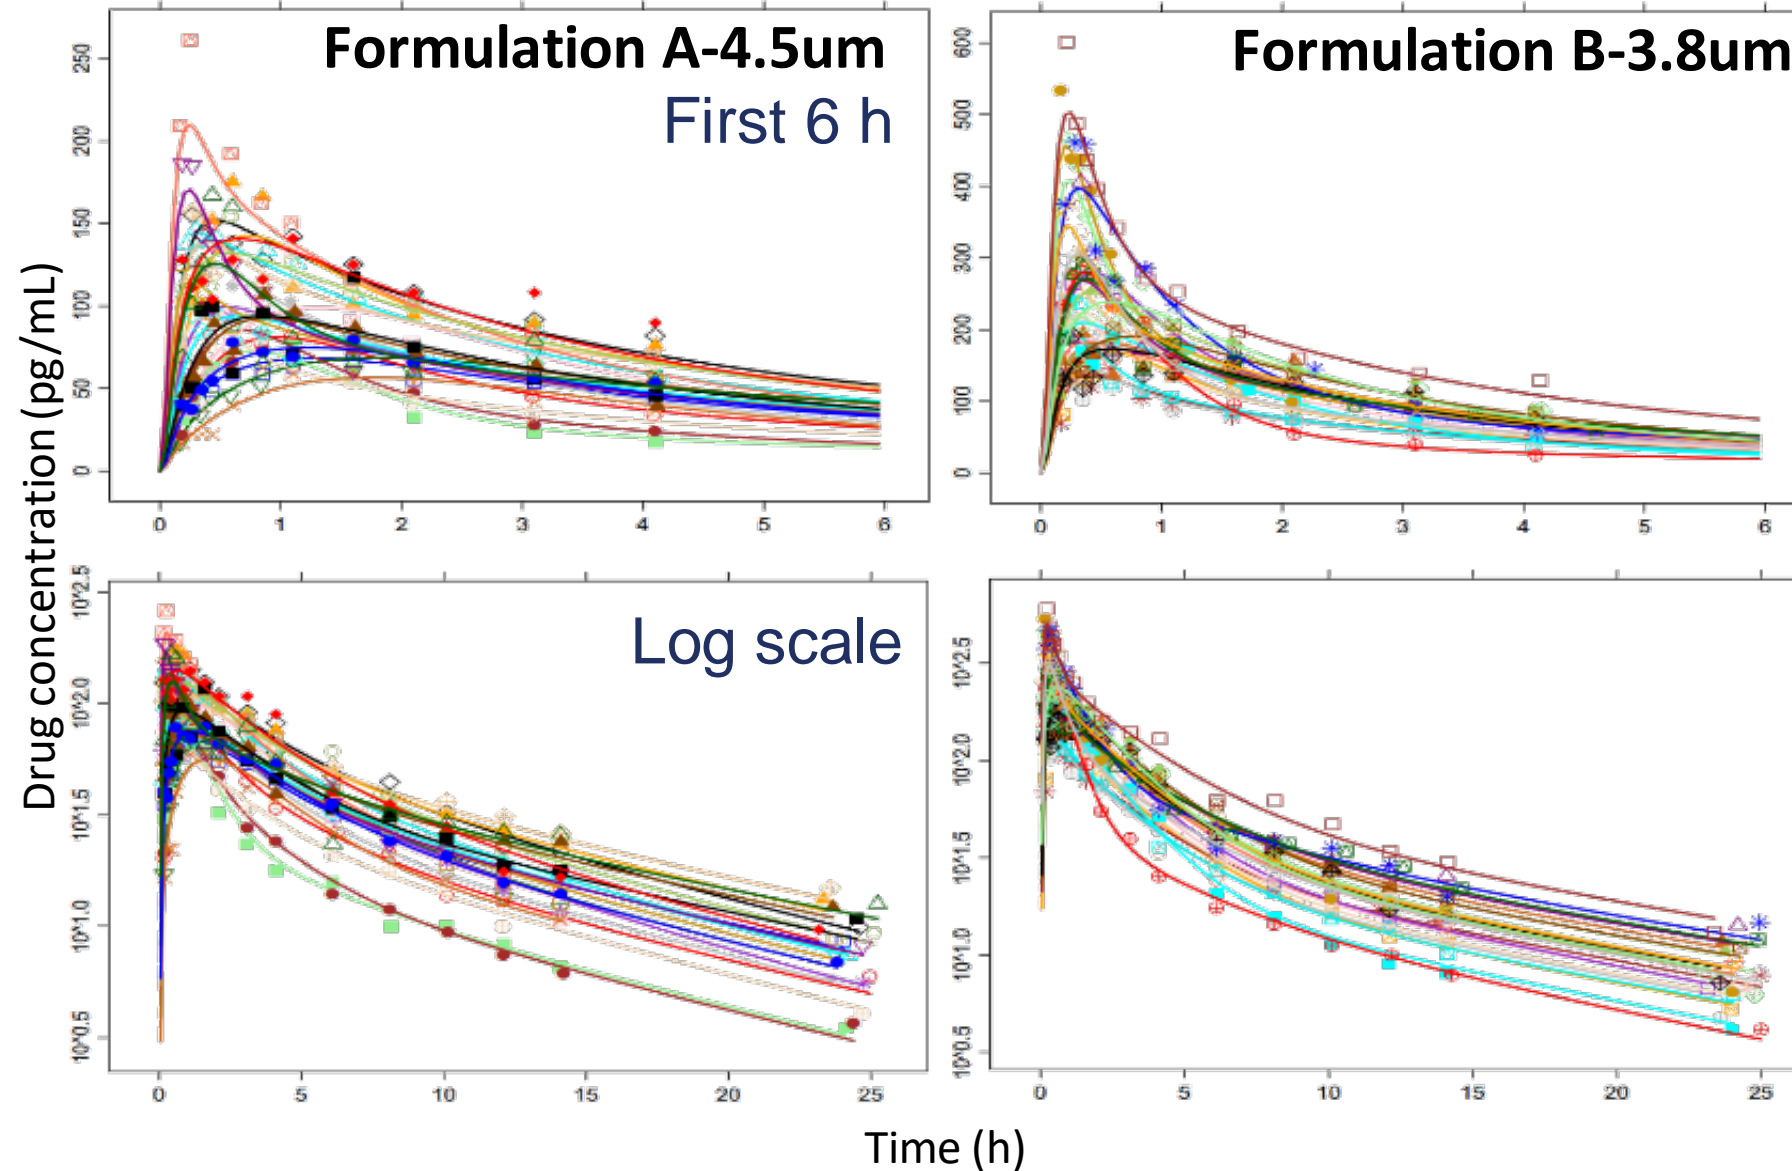 Formulation A-4.5um
First 6 h
250
200
150
100
50
0
0 1 2 3 4 5 6
Formulation B-3.8um
600
500
400
300
200
100
0
0 1 2 3 4 5 6
Drug concentration (pg/mL)
Log scale
10^2.5
10^2.0
10^1.5
10^1.0
10^0.5
0 5 10 15 20 25
10^2.5
10^2.0
10^1.5
10^1.0
10^0.5
0 5 10 15 20 25
Time (h)